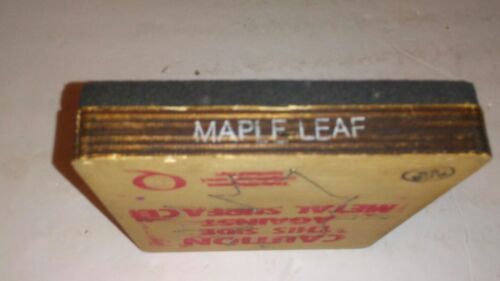 MAPLE LEAF
CAUTION
THIS SIDE
AGAINST
METAL SURFACE